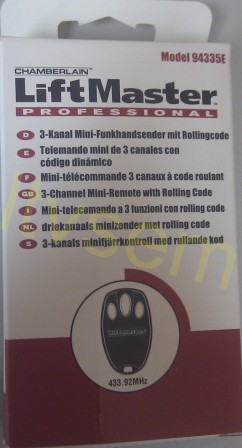 Model 94335E
CHAMBERLAIN™
LiftMaster
PROFESSIONAL
D 3-Kanal Mini-Funkhandsender mit Rollingcode
E Telemando mini de 3 canales con
código dinámico
F Mini-télécommande 3 canaux à code roulant
GB 3-Channel Mini-Remote with Rolling Code
I Mini-telecomando a 3 funzioni con rolling code
NL driekanaals minizonder met rolling code
S 3-kanals minifjärrkontroll med rullande kod
433.92MHz